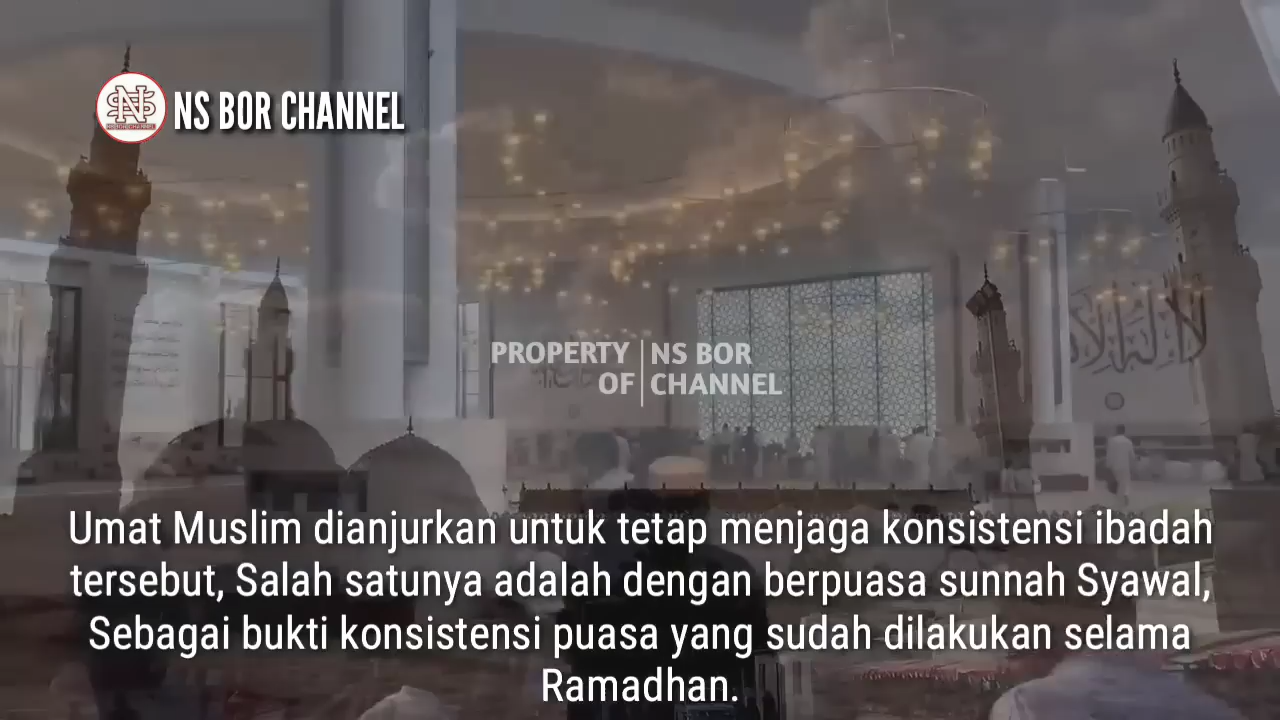 NS BOR CHANNEL
PROPERTY OF
NS BOR CHANNEL
Umat Muslim dianjurkan untuk tetap menjaga konsistensi ibadah
tersebut, Salah satunya adalah dengan berpuasa sunnah Syawal,
Sebagai bukti konsistensi puasa yang sudah dilakukan selama
Ramadhan.